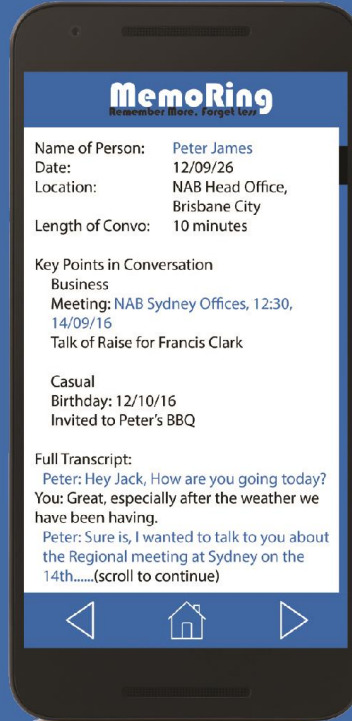 MemoRing
Remember More, Forget Less
Name of Person: Peter James
Date: 12/09/26
Location: NAB Head Office,
Brisbane City
Length of Convo: 10 minutes
Key Points in Conversation
Business
Meeting: NAB Sydney Offices, 12:30,
14/09/16
Talk of Raise for Francis Clark
Casual
Birthday: 12/10/16
Invited to Peter's BBQ
Full Transcript:
Peter: Hey Jack, How are you going today?
You: Great, especially after the weather we
have been having.
Peter: Sure is, I wanted to talk to you about
the Regional meeting at Sydney on the
14th......(scroll to continue)